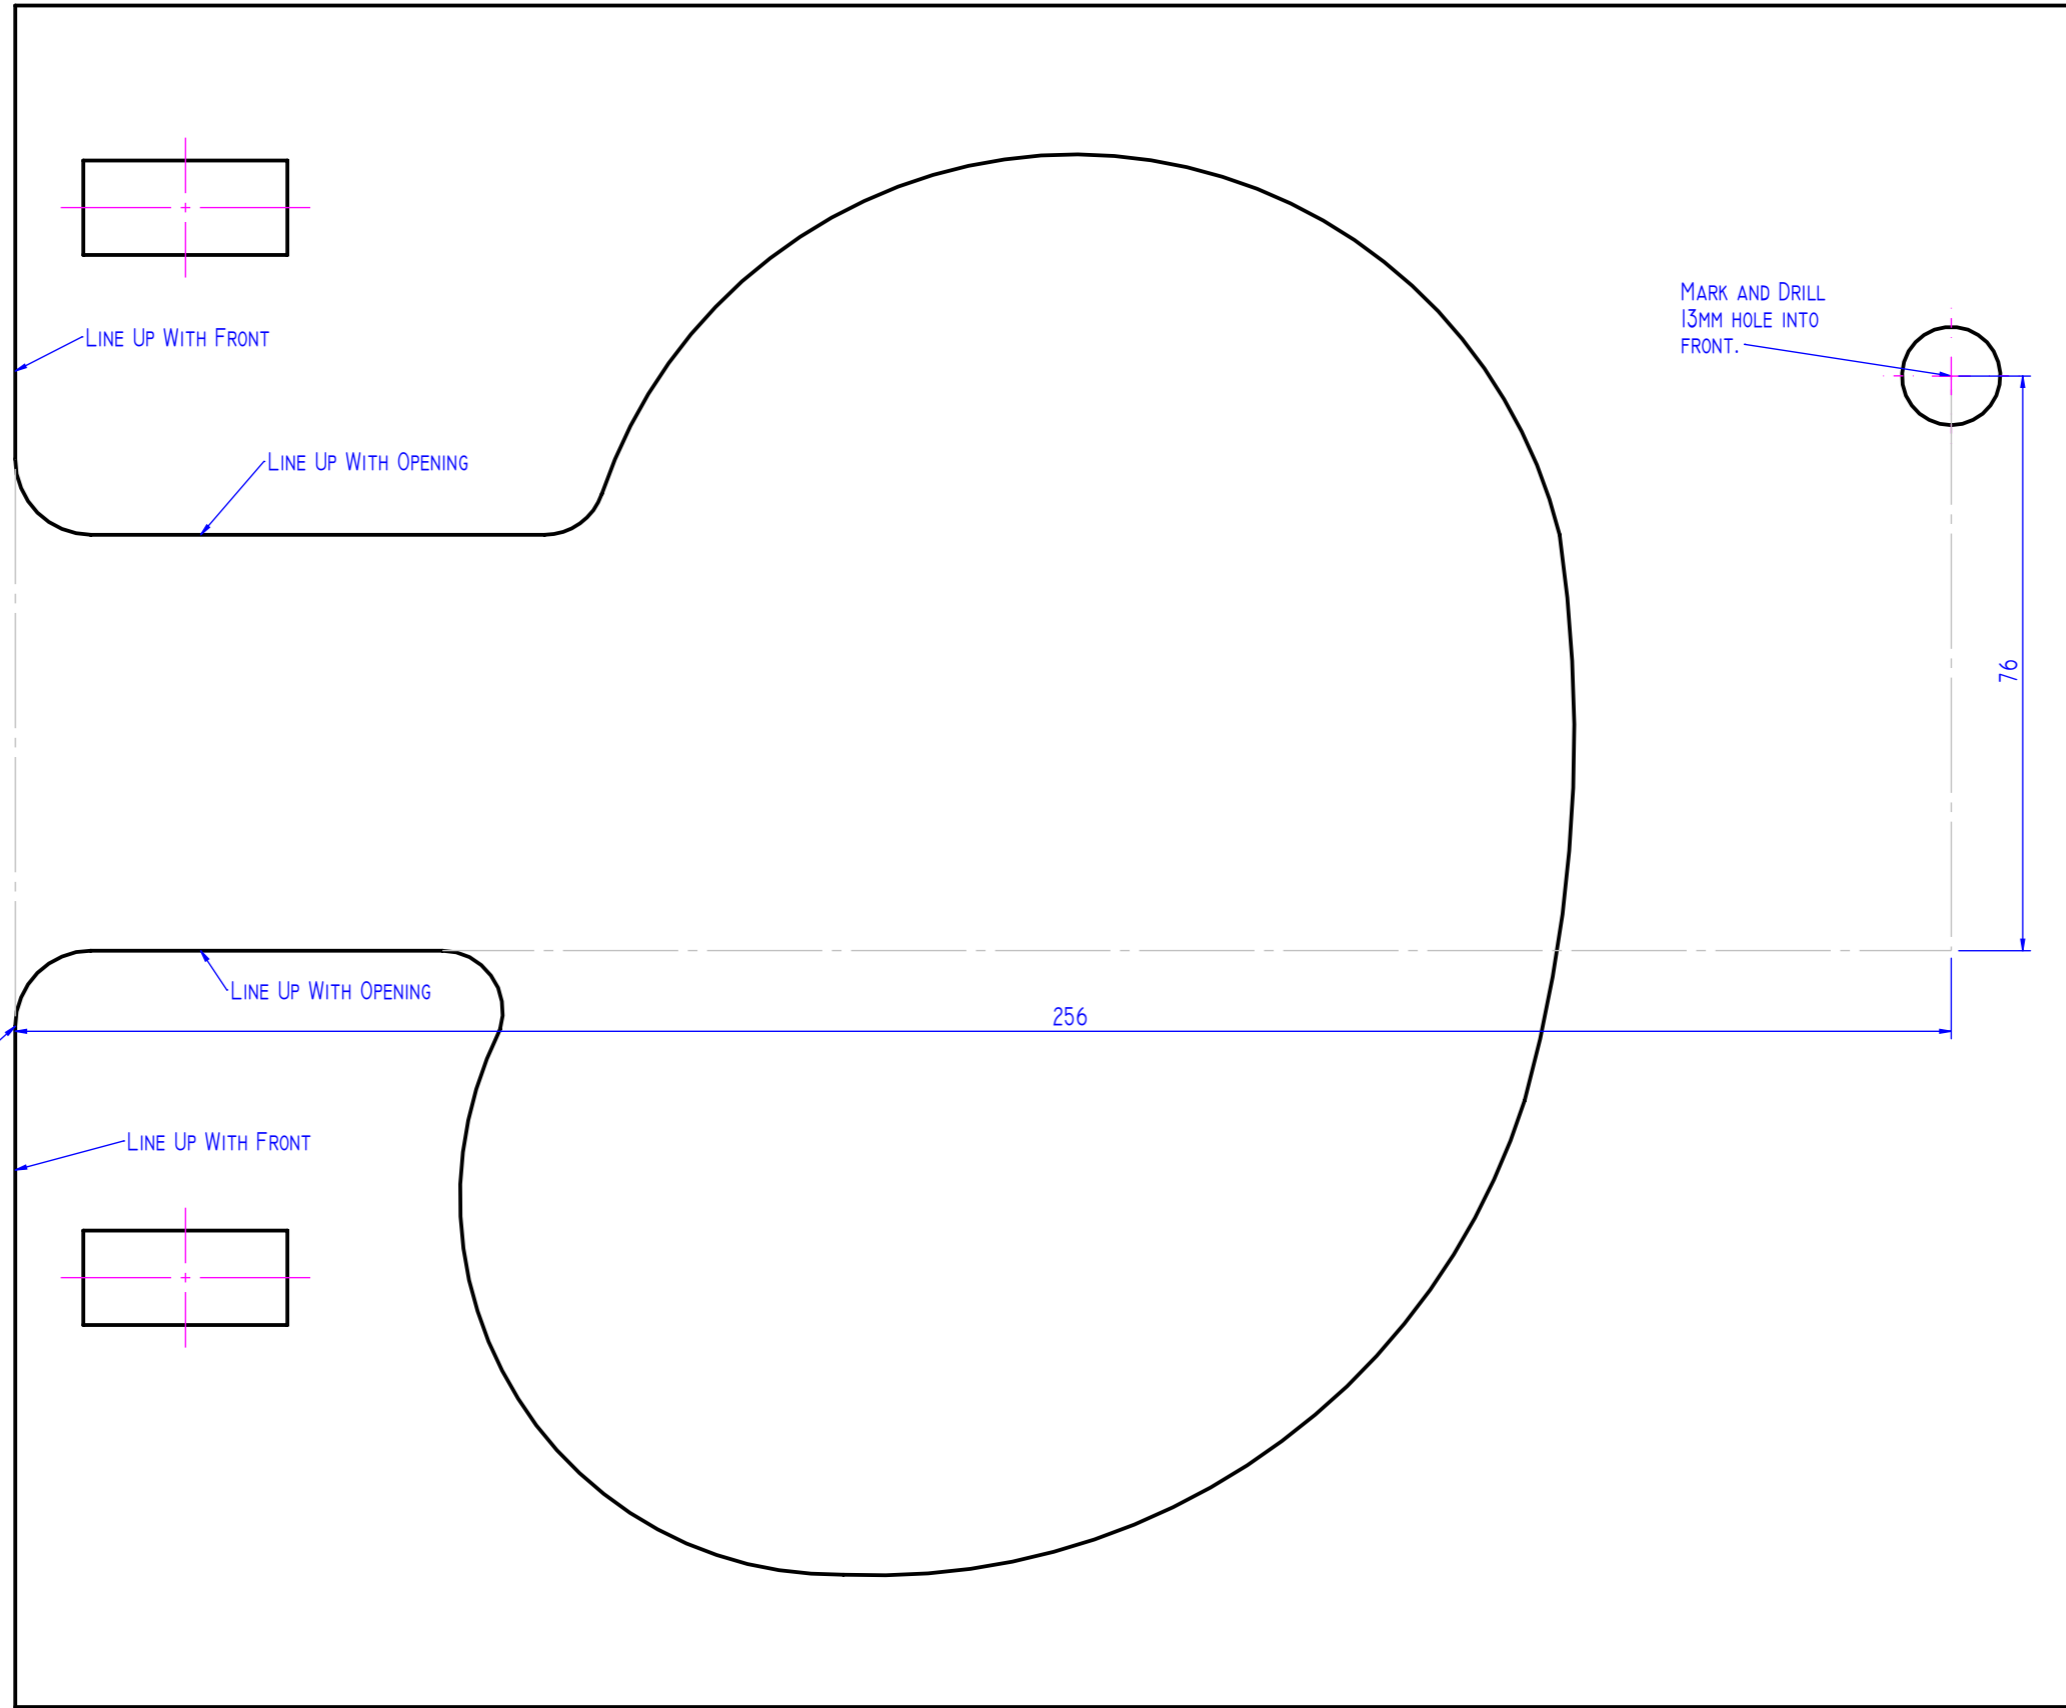 MARK AND DRILL
13MM HOLE INTO
FRONT.
LINE UP WITH FRONT
LINE UP WITH OPENING
76
LINE UP WITH OPENING
256
LINE UP WITH FRONT